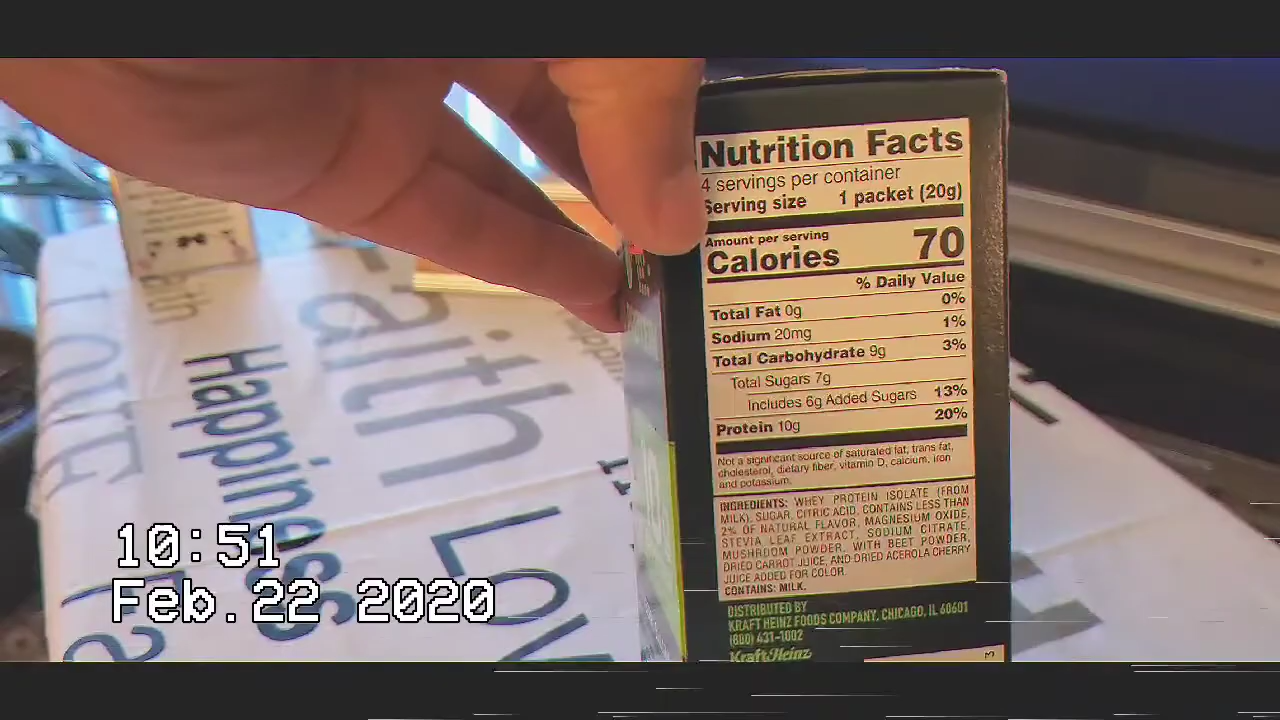 Nutrition Facts
4 servings per container
Serving size 1 packet (20g)
Amount per serving
Calories 70
% Daily Value
Total Fat 0g 0%
Sodium 20mg 1%
Total Carbohydrate 9g 3%
Total Sugars 7g
Includes 6g Added Sugars 13%
Protein 10g 20%
Not a significant source of saturated fat, trans fat,
cholesterol, dietary fiber, vitamin D, calcium, iron
and potassium.
INGREDIENTS: WHEY PROTEIN ISOLATE (FROM
MILK), SUGAR, CITRIC ACID, CONTAINS LESS THAN
2% OF NATURAL FLAVOR, MAGNESIUM OXIDE,
STEVIA LEAF EXTRACT, SODIUM CITRATE,
MUSHROOM POWDER, WITH BEET POWDER,
DRIED CARROT JUICE, AND DRIED ACEROLA CHERRY
JUICE ADDED FOR COLOR.
CONTAINS: MILK.
DISTRIBUTED BY
KRAFT HEINZ FOODS COMPANY, CHICAGO, IL 60601
(800) 431-1002
KraftHeinz
Faith
Happiness
Love
Lov
Fa
10:51
Feb.22 2020